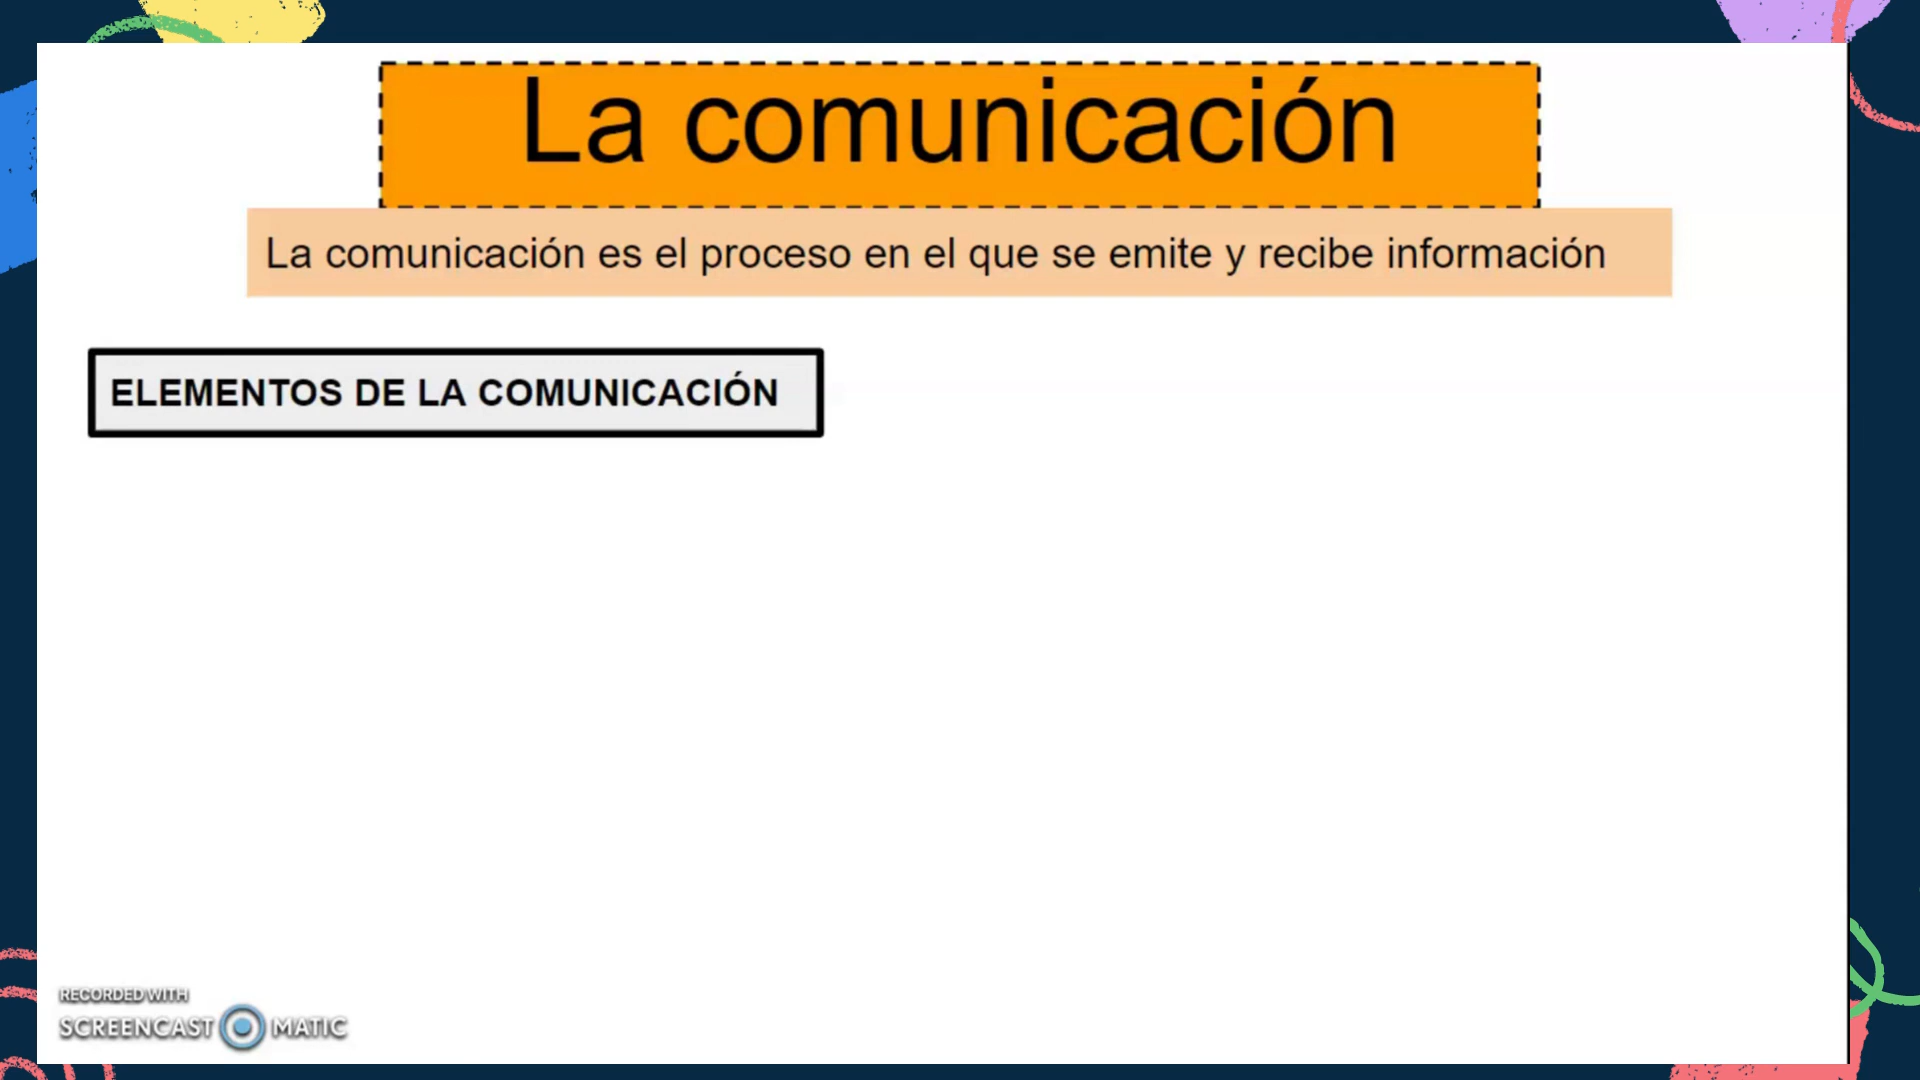 La comunicación
La comunicación es el proceso en el que se emite y recibe información
ELEMENTOS DE LA COMUNICACIÓN
RECORDED WITH
SCREENCAST MATIC